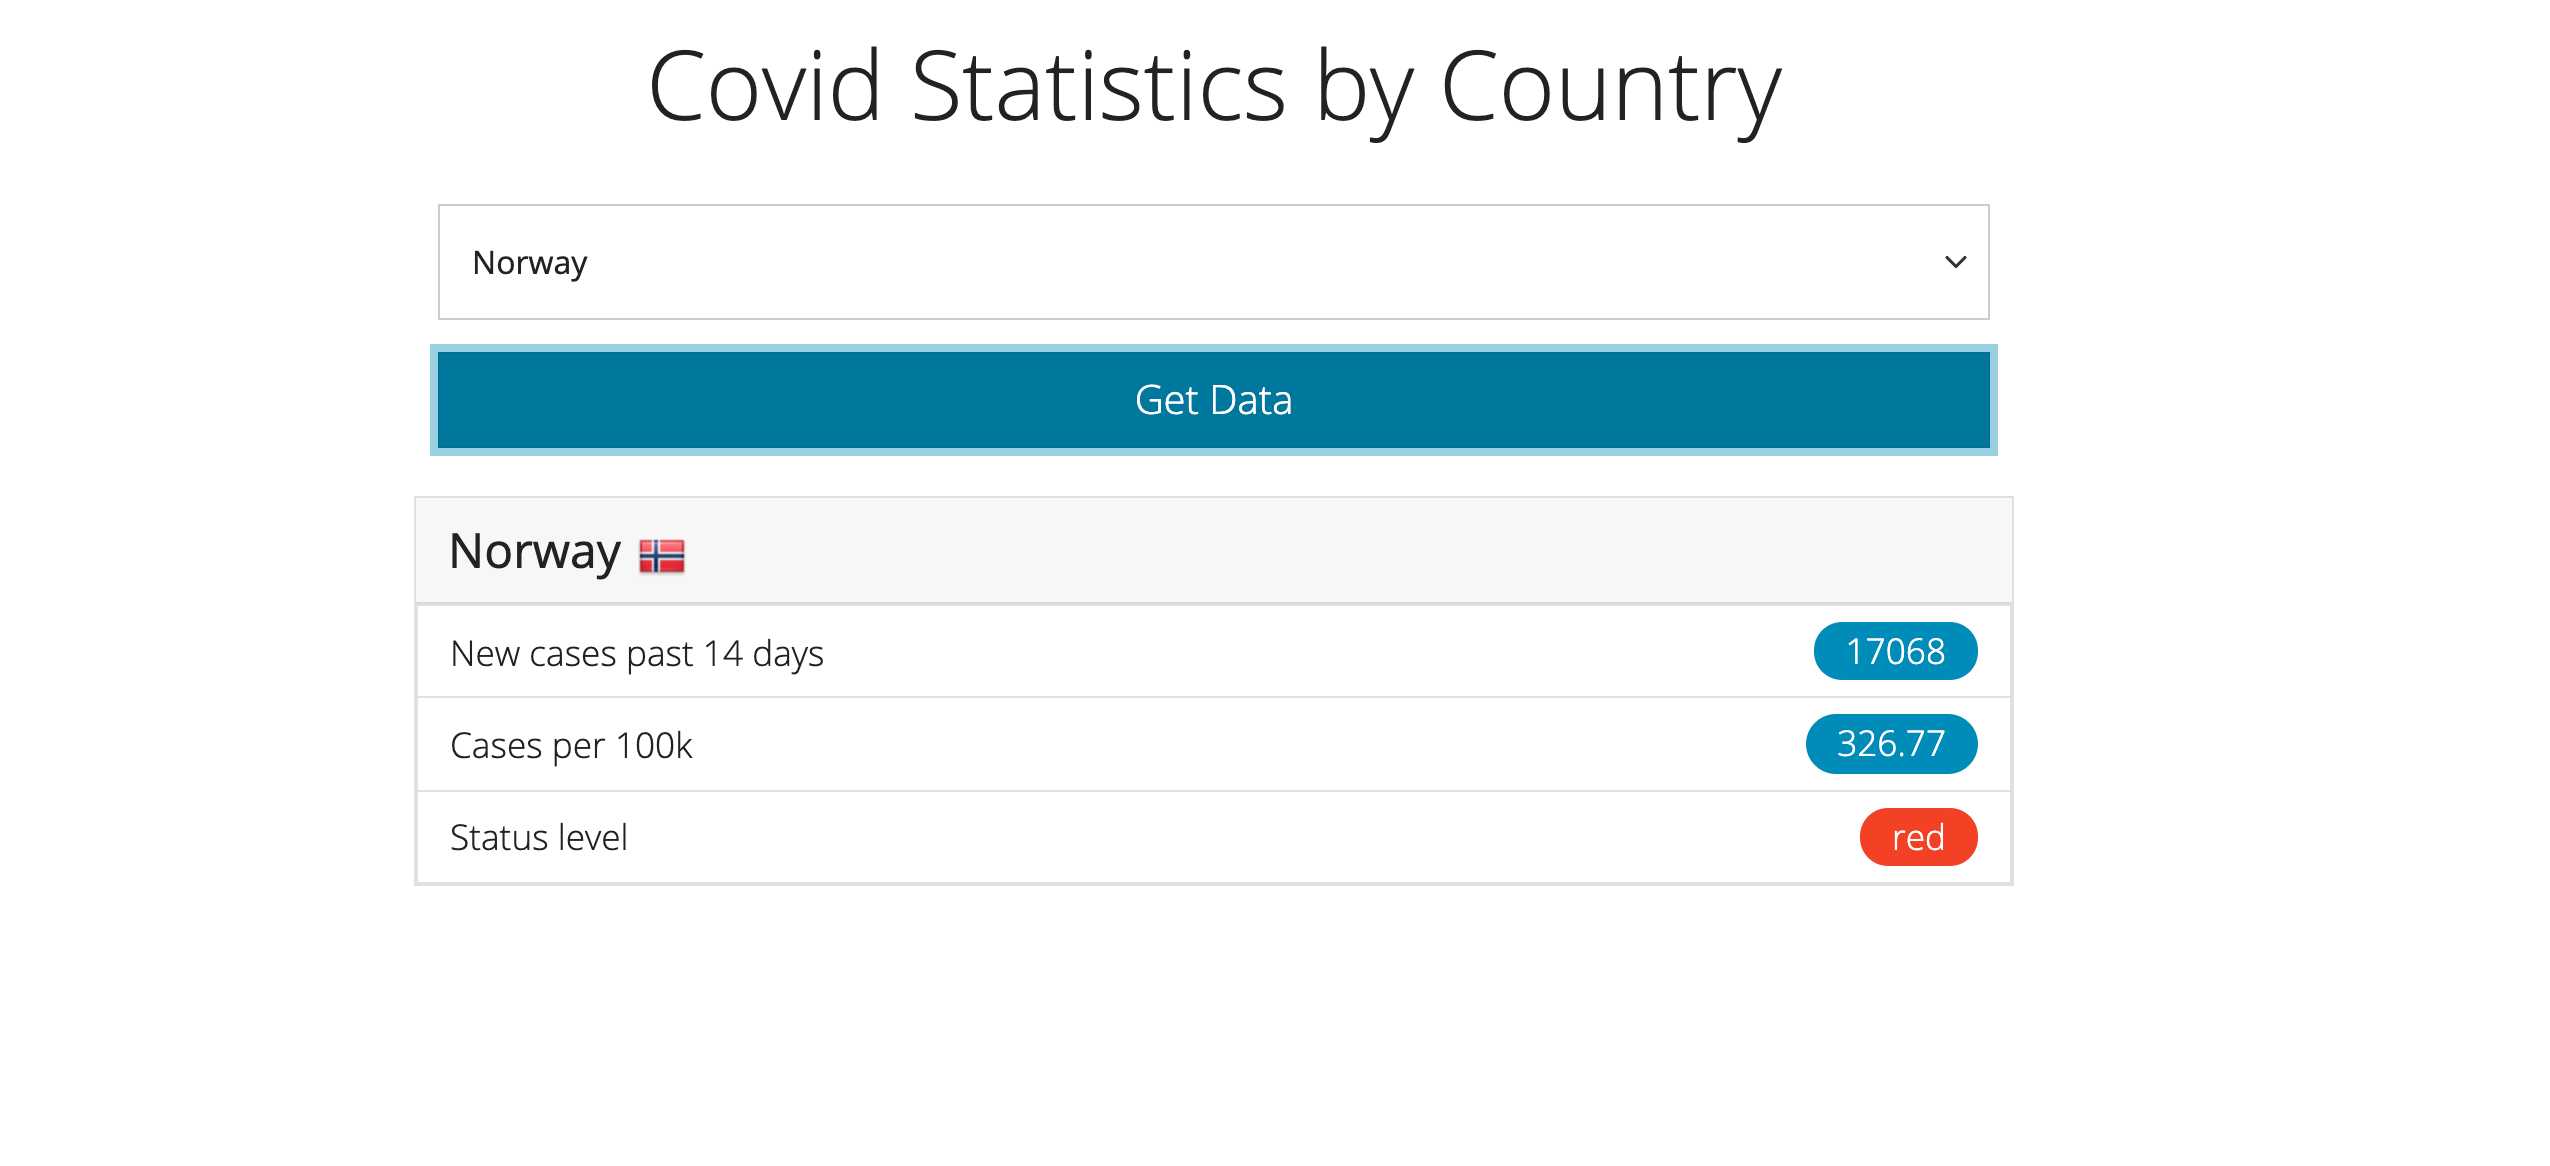 Covid Statistics by Country
Norway
Get Data
Norway
New cases past 14 days 17068
Cases per 100k 326.77
Status level red